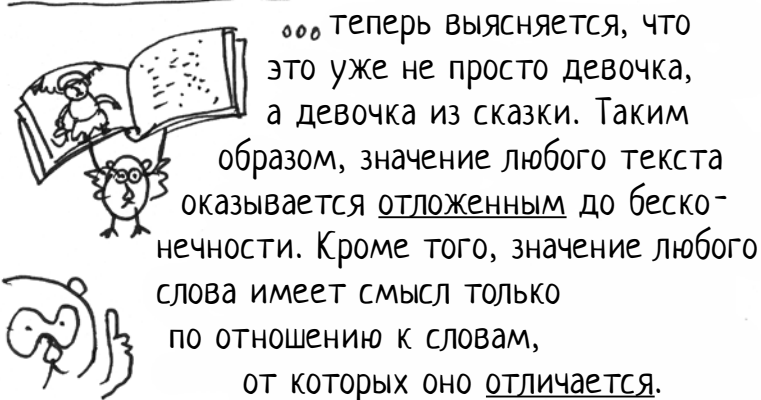 ...теперь выясняется, что
это уже не просто девочка,
а девочка из сказки. Таким
образом, значение любого текста
оказывается отложенным до беско-
нечности. Кроме того, значение любого
слова имеет смысл только
по отношению к словам,
от которых оно отличается.